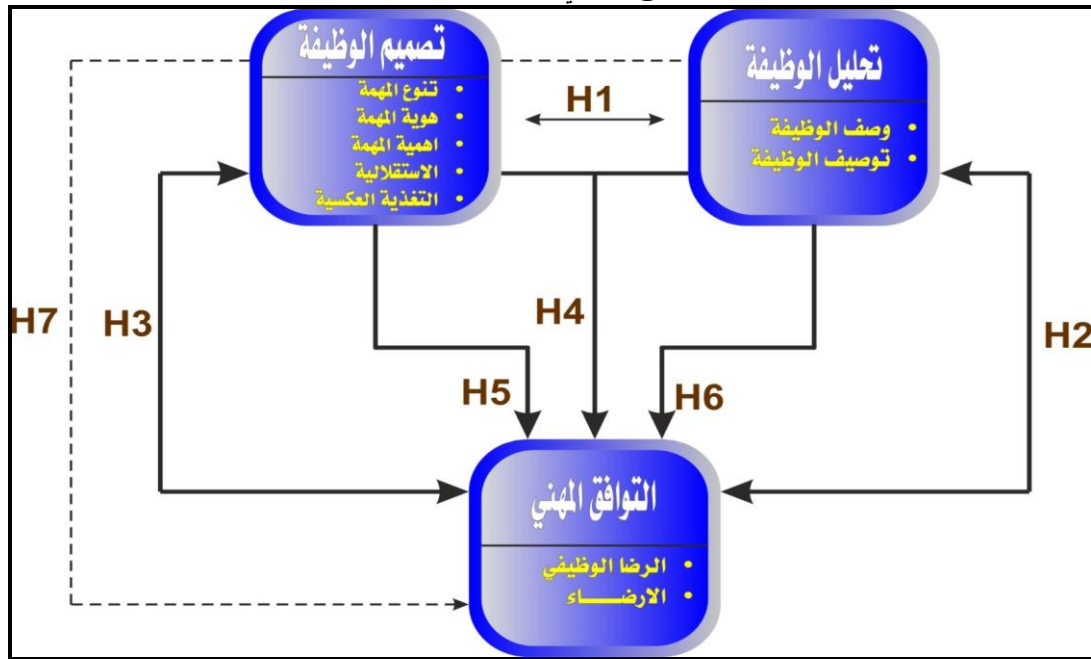 تحليل الوظيفة
• وصف الوظيفة
• توصيف الوظيفة
H1
تصميم الوظيفة
• تنوع المهمة
• هوية المهمة
• اهمية المهمة
• الاستقلالية
• التغذية العكسية
H2
H4
H3
H7
H6
H5
التوافق المهني
• الرضا الوظيفي
• الارضـــــاء